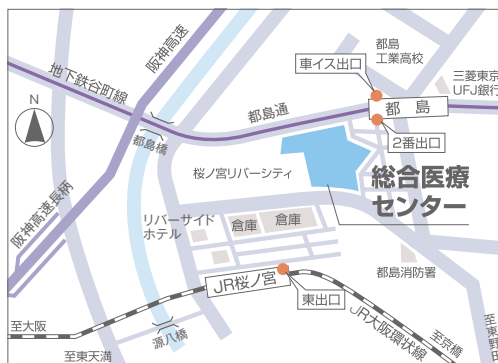 都島
工業高校
車イス出口
三菱東京
UFJ銀行
阪神高速
地下鉄谷町線
N
都島通
都 島
2番出口
都島橋
桜ノ宮リバーシティ
総合医療
センター
阪神高速長柄
リバーサイド
ホテル
倉庫
倉庫
都島消防署
JR桜ノ宮
東出口
至大阪
至東天満
源八橋
JR大阪環状線
至京橋
至東野田